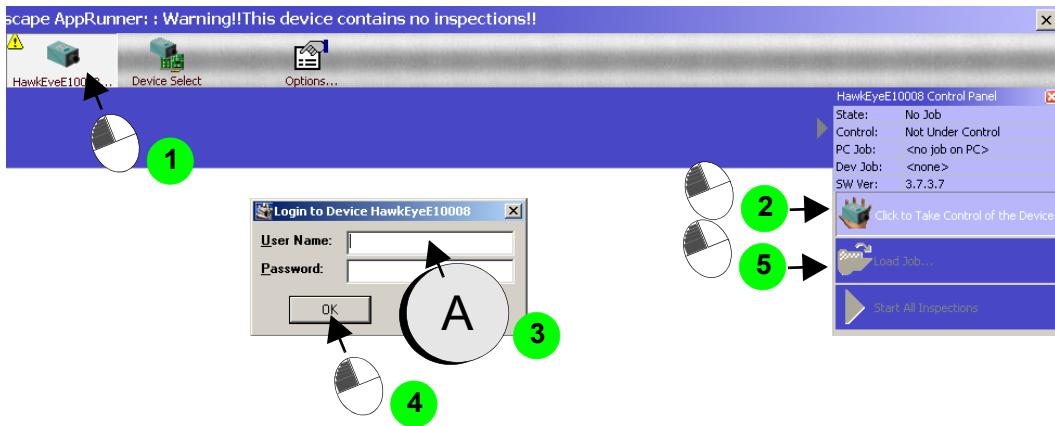 scape AppRunner: : Warning!!This device contains no inspections!!
HawkEyeE10008...
Device Select
Options...
1
HawkEyeE10008 Control Panel
State: No Job
Control: Not Under Control
PC Job: <no job on PC>
Dev Job: <none>
SW Ver: 3.7.3.7
2
Click to Take Control of the Device
5
Load Job...
Start All Inspections
Login to Device HawkEyeE10008
User Name:
Password:
OK
A
3
4